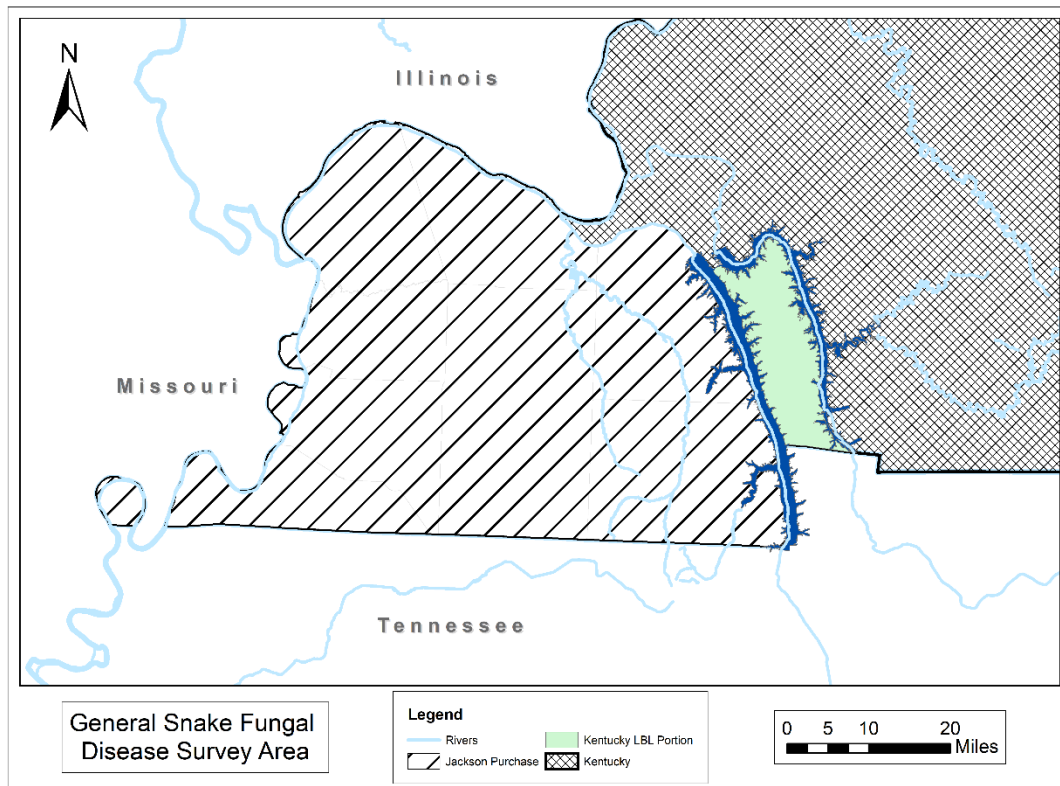 N
Illinois
Missouri
Tennessee
General Snake Fungal
Disease Survey Area
Legend
Rivers
Kentucky LBL Portion
Jackson Purchase
Kentucky
0 5 10 20
Miles